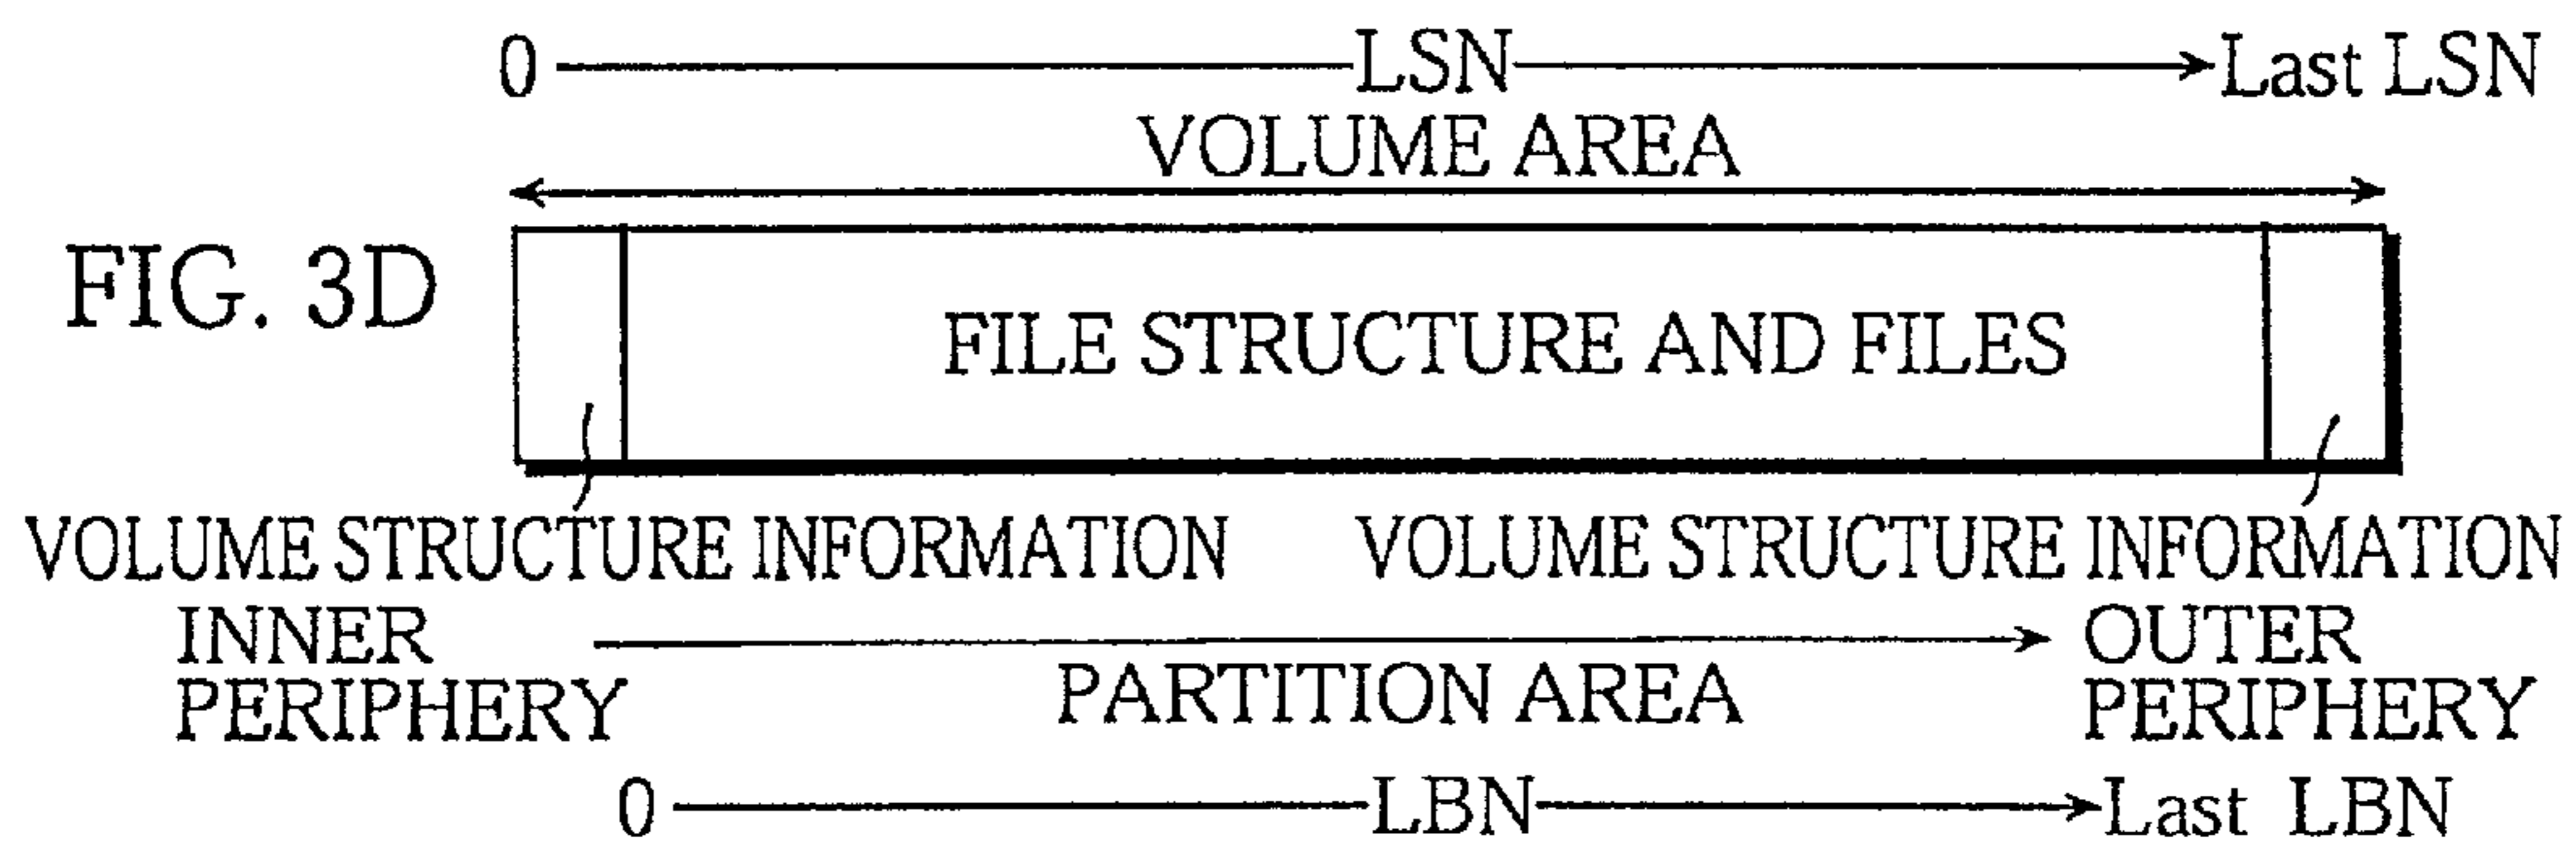 0 LSN Last LSN
VOLUME AREA
FIG. 3D
FILE STRUCTURE AND FILES
VOLUME STRUCTURE INFORMATION VOLUME STRUCTURE INFORMATION
INNER PERIPHERY
PARTITION AREA
OUTER PERIPHERY
0 LBN Last LBN